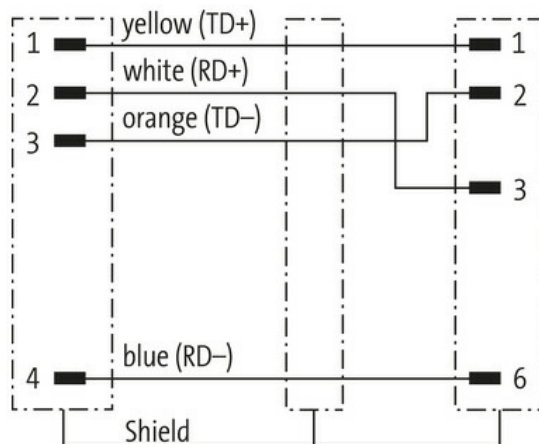 1 yellow (TD+) 1
2 white (RD+) 2
3 orange (TD–)
3
4 blue (RD–) 6
Shield